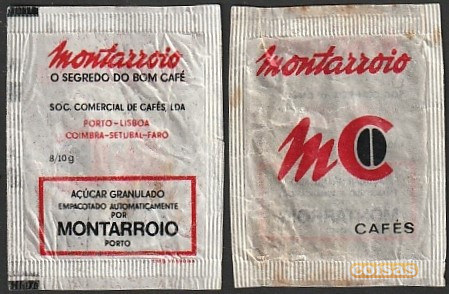 montarroio
O SEGREDO DO BOM CAFÉ
SOC. COMERCIAL DE CAFÉS, LDA
PORTO-LISBOA
COIMBRA-SETUBAL-FARO
8/10 g
AÇÚCAR GRANULADO
EMPACOTADO AUTOMATICAMENTE
POR
MONTARROIO
PORTO
montarroio
mC
CAFÉS
coisas